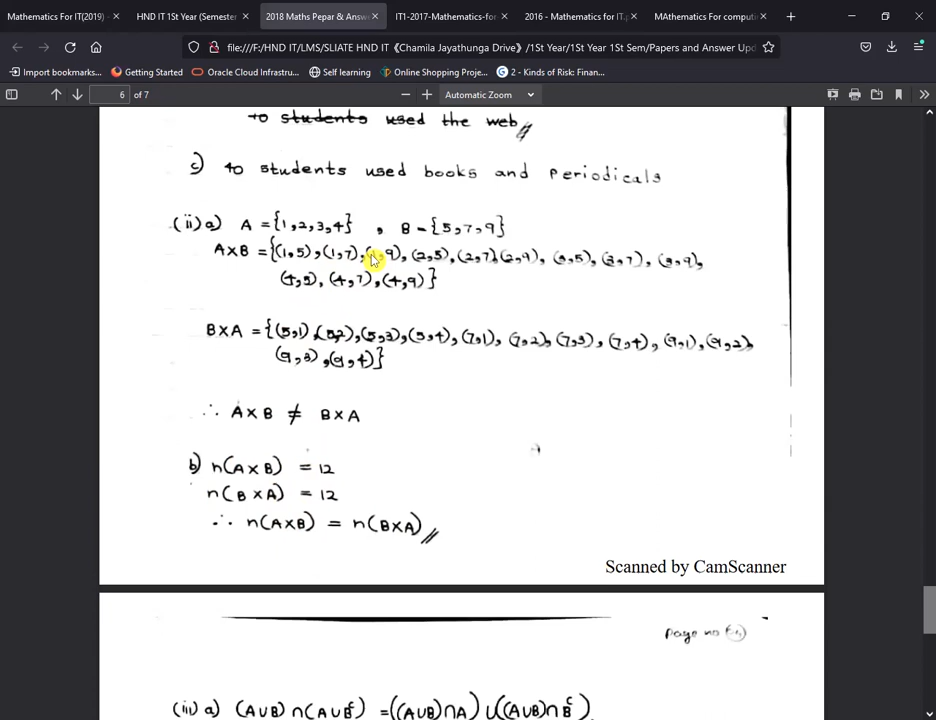 Mathematics For IT(2019) - HND IT 1St Year (Semester 2018 Maths Pepar & Answe IT1-2017-Mathematics-for- 2016 - Mathematics for IT.p MAthematics For computi
file:///F:/HND IT/LMS/SLIATE HND IT《Chamila Jayathunga Drive》/1St Year/1St Year 1St Sem/Papers and Answer Upd
Import bookmarks... Getting Started Oracle Cloud Infrastru... Self learning Online Shopping Proje... 2 - Kinds of Risk: Finan...
6 of 7 Automatic Zoom
to students used the web
c) 40 students used books and periodicals
(ii) a) A = {1,2,3,4} , B = {5,7,9}
A×B = {(1,5),(1,7),(1,9),(2,5),(2,7)(2,9), (3,5), (3,7), (3,9),
(4,5), (4,7),(4,9)}
B×A = {(5,1),(5,2),(5,3),(5,4),(7,1), (7,2),(7,3), (7,4), (9,1),(9,2),
(9,3),(9,4)}
∴ A×B ≠ B×A
b) n(A×B) = 12
n(B×A) = 12
∴ n(A×B) = n(B×A)
Scanned by CamScanner
Page no
(iii) a) (A∪B) ∩(A∪B^c) =((A∪B)∩A) ∪((A∪B)∩B^c)